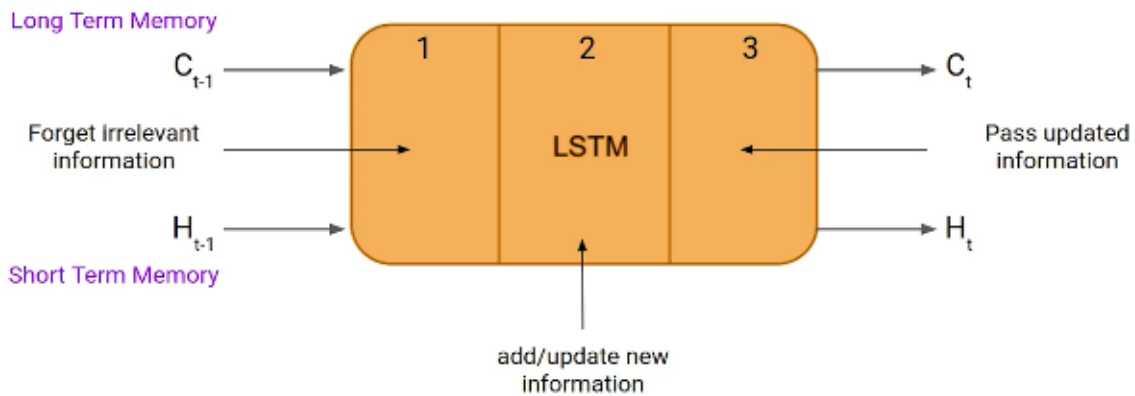 Long Term Memory
1 2 3
C t-1
C t
Forget irrelevant
information
LSTM
Pass updated
information
H t-1
H t
Short Term Memory
add/update new
information